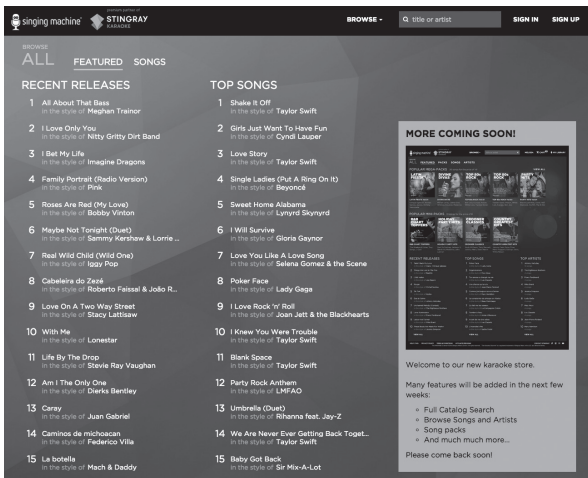 premiere partner of
singing machine
STINGRAY
KARAOKE
BROWSE
title or artist
SIGN IN
SIGN UP
BROWSE
ALL
FEATURED
SONGS
RECENT RELEASES
1 All About That Bass
in the style of Meghan Trainor
2 I Love Only You
in the style of Nitty Gritty Dirt Band
3 I Bet My Life
in the style of Imagine Dragons
4 Family Portrait (Radio Version)
in the style of Pink
5 Roses Are Red (My Love)
in the style of Bobby Vinton
6 Maybe Not Tonight (Duet)
in the style of Sammy Kershaw & Lorrie ...
7 Real Wild Child (Wild One)
in the style of Iggy Pop
8 Cabeleira do Zezé
in the style of Roberto Faissal & João R...
9 Love On A Two Way Street
in the style of Stacy Lattisaw
10 With Me
in the style of Lonestar
11 Life By The Drop
in the style of Stevie Ray Vaughan
12 Am I The Only One
in the style of Dierks Bentley
13 Caray
in the style of Juan Gabriel
14 Caminos de michoacan
in the style of Federico Villa
15 La botella
in the style of Mach & Daddy
TOP SONGS
1 Shake It Off
in the style of Taylor Swift
2 Girls Just Want To Have Fun
in the style of Cyndi Lauper
3 Love Story
in the style of Taylor Swift
4 Single Ladies (Put A Ring On It)
in the style of Beyoncé
5 Sweet Home Alabama
in the style of Lynyrd Skynyrd
6 I Will Survive
in the style of Gloria Gaynor
7 Love You Like A Love Song
in the style of Selena Gomez & the Scene
8 Poker Face
in the style of Lady Gaga
9 I Love Rock 'n' Roll
in the style of Joan Jett & the Blackhearts
10 I Knew You Were Trouble
in the style of Taylor Swift
11 Blank Space
in the style of Taylor Swift
12 Party Rock Anthem
in the style of LMFAO
13 Umbrella (Duet)
in the style of Rihanna feat. Jay-Z
14 We Are Never Ever Getting Back Toget...
in the style of Taylor Swift
15 Baby Got Back
in the style of Sir Mix-A-Lot
MORE COMING SOON!
RECENT RELEASES
TOP SONGS
TOP ARTISTS
Welcome to our new karaoke store.
Many features will be added in the next few
weeks:
Full Catalog Search
Browse Songs and Artists
Song packs
And much much more...
Please come back soon!